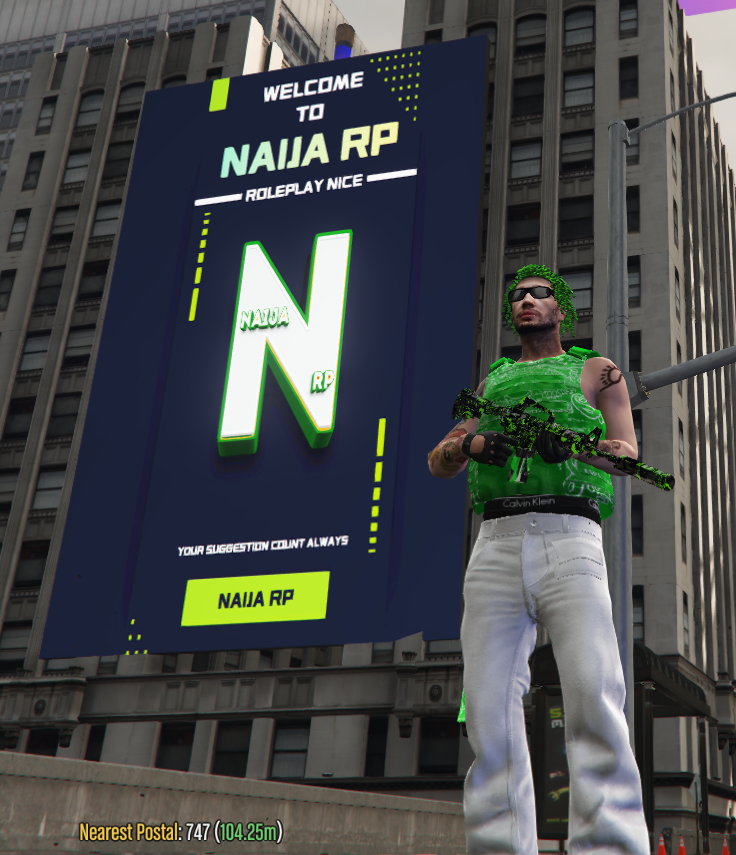 WELCOME
TO
NAIJA RP
ROLEPLAY NICE
NAIJA
RP
YOUR SUGGESTION COUNT ALWAYS
NAIJA RP
Calvin Klein
Nearest Postal: 747 (104.25m)